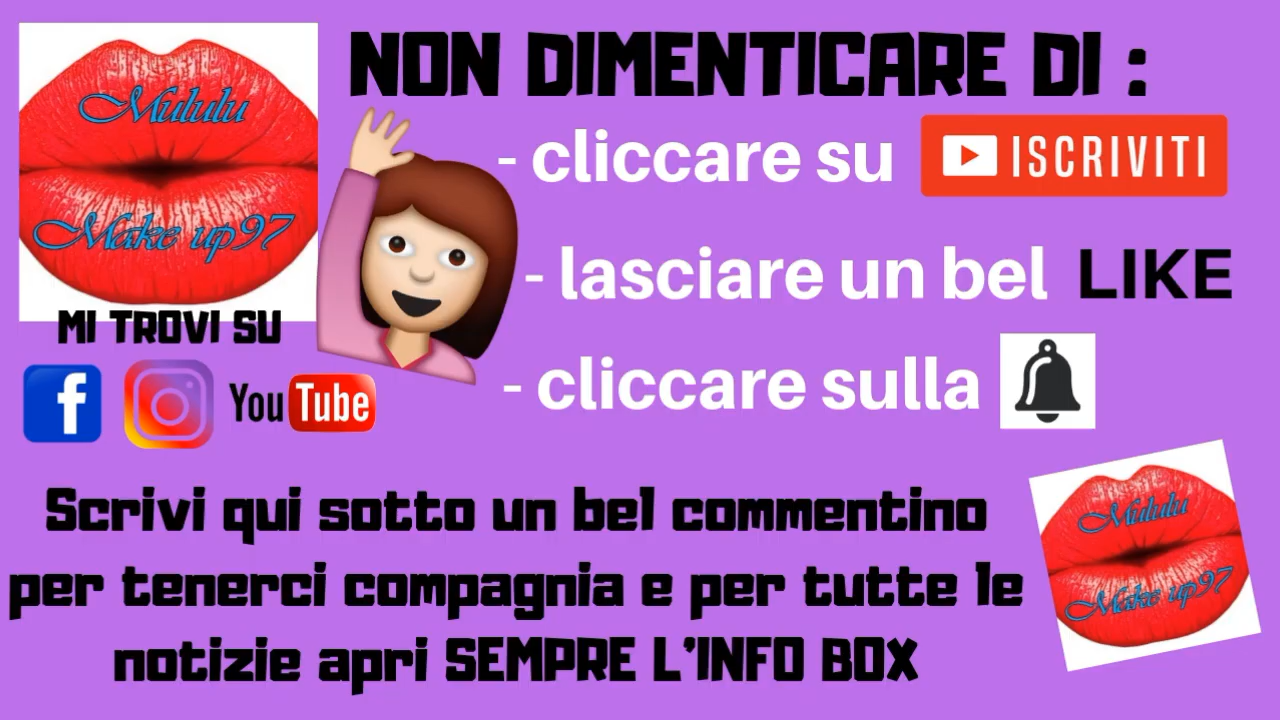 Mululu
Make up97
MI TROVI SU
YouTube
NON DIMENTICARE DI :
- cliccare su ISCRIVITI
- lasciare un bel LIKE
- cliccare sulla
Scrivi qui sotto un bel commentino
per tenerci compagnia e per tutte le
notizie apri SEMPRE L'INFO BOX
Mululu
Make up97